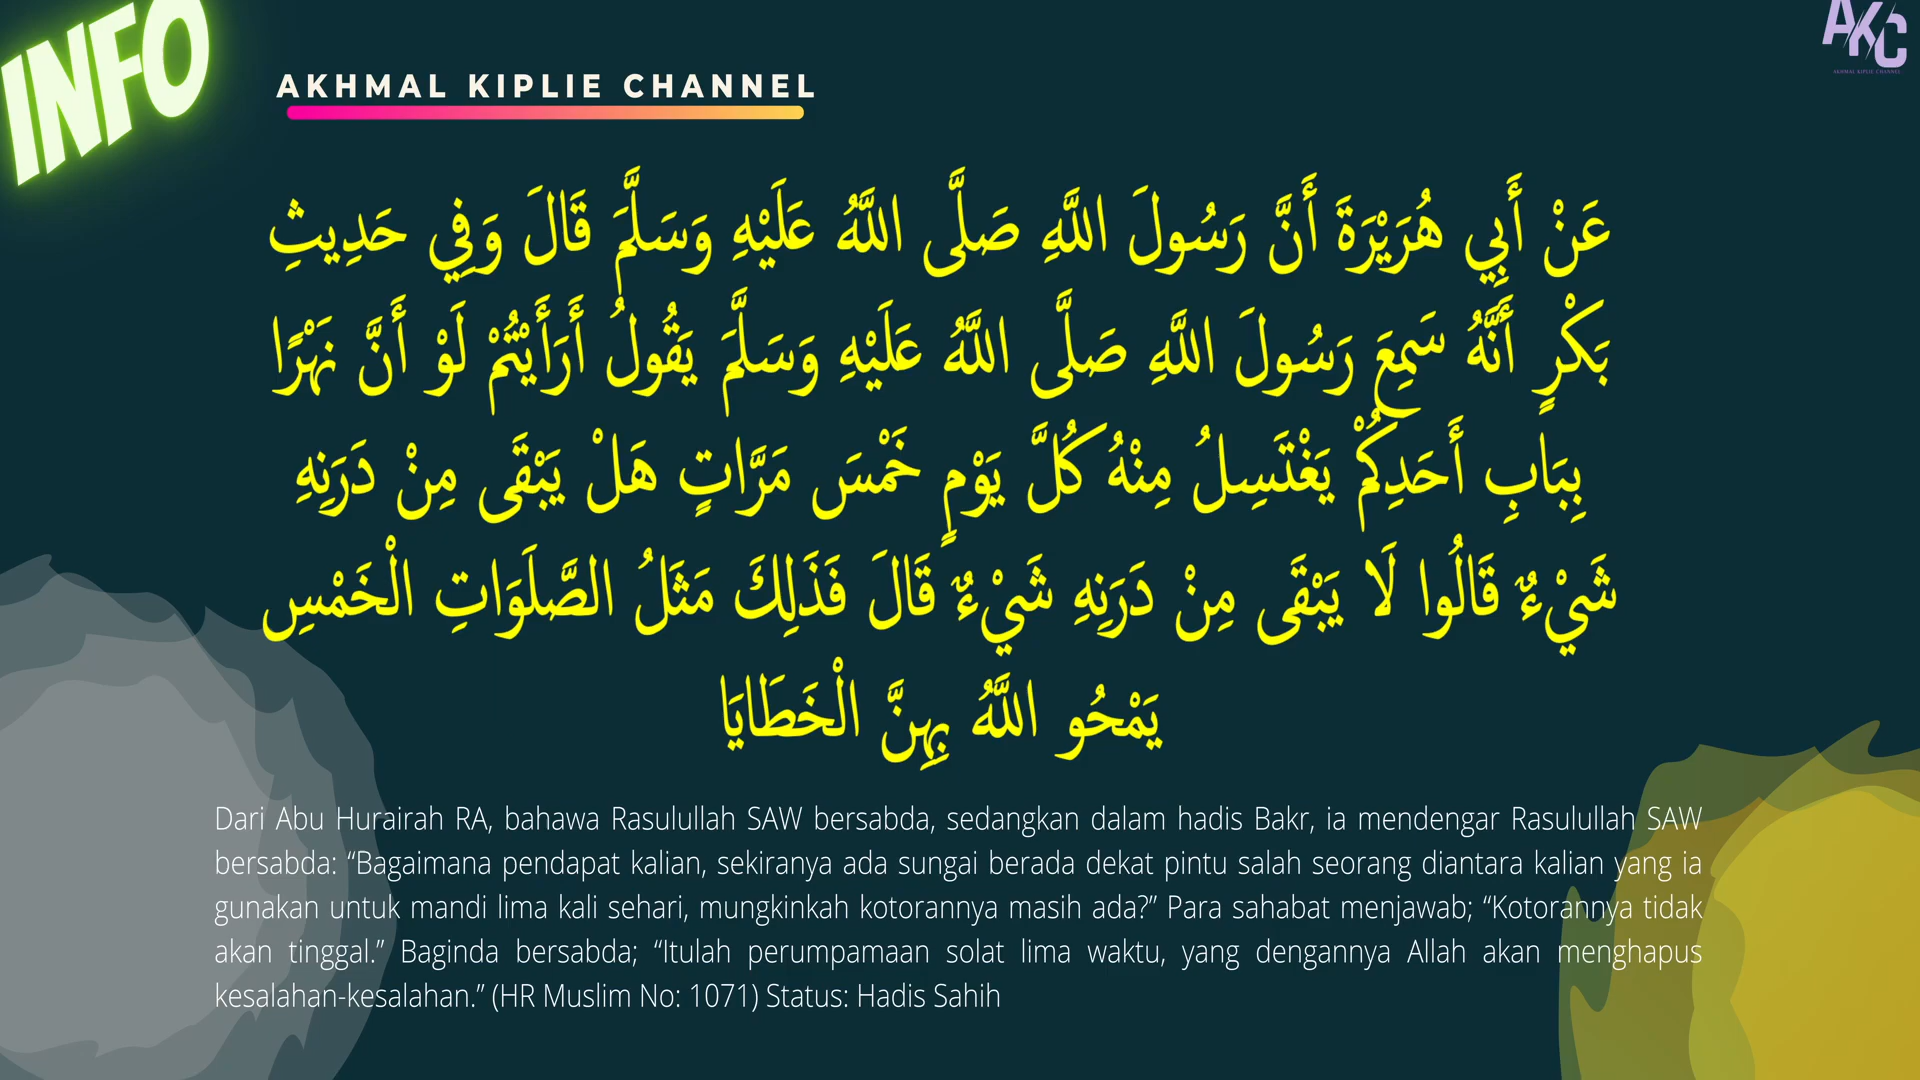 INFO
AKC
AKHMAL KIPLIE CHANNEL
AKHMAL KIPLIE CHANNEL
عَنْ أَبِي هُرَيْرَةَ أَنَّ رَسُولَ اللَّهِ صَلَّى اللَّهُ عَلَيْهِ وَسَلَّمَ قَالَ وَفِي حَدِيثِ
بَكْرٍ أَنَّهُ سَمِعَ رَسُولَ اللَّهِ صَلَّى اللَّهُ عَلَيْهِ وَسَلَّمَ يَقُولُ أَرَأَيْتُمْ لَوْ أَنَّ نَهْرًا
بِبَابِ أَحَدِكُمْ يَغْتَسِلُ مِنْهُ كُلَّ يَوْمٍ خَمْسَ مَرَّاتٍ هَلْ يَبْقَى مِنْ دَرَنِهِ
شَيْءٌ قَالُوا لَا يَبْقَى مِنْ دَرَنِهِ شَيْءٌ قَالَ فَذَلِكَ مَثَلُ الصَّلَوَاتِ الْخَمْسِ
يَمْحُو اللَّهُ بِهِنَّ الْخَطَايَا
Dari Abu Hurairah RA, bahawa Rasulullah SAW bersabda, sedangkan dalam hadis Bakr, ia mendengar Rasulullah SAW
bersabda: “Bagaimana pendapat kalian, sekiranya ada sungai berada dekat pintu salah seorang diantara kalian yang ia
gunakan untuk mandi lima kali sehari, mungkinkah kotorannya masih ada?” Para sahabat menjawab; “Kotorannya tidak
akan tinggal.” Baginda bersabda; “Itulah perumpamaan solat lima waktu, yang dengannya Allah akan menghapus
kesalahan-kesalahan.” (HR Muslim No: 1071) Status: Hadis Sahih